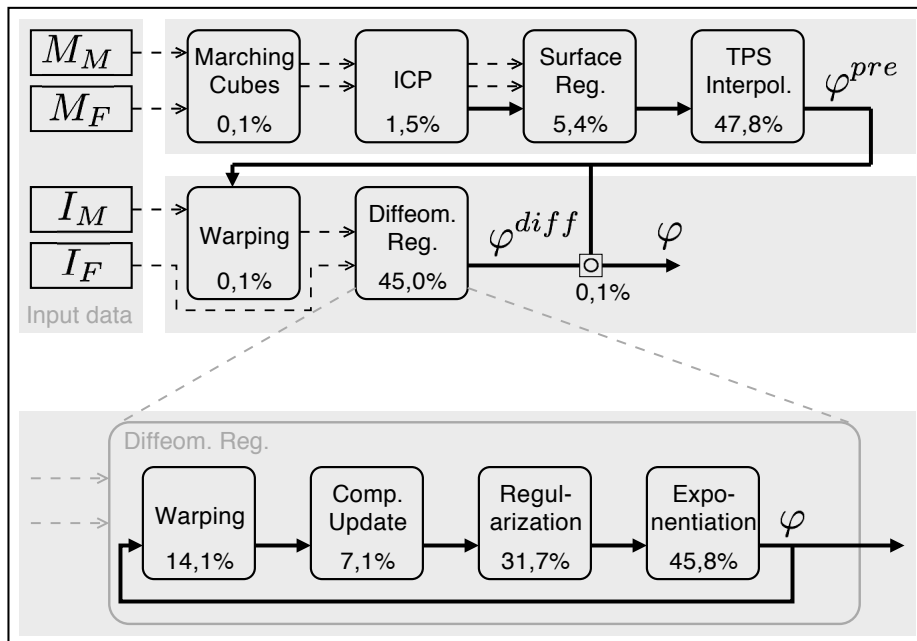 M_M
M_F
Marching
Cubes
0,1%
ICP
1,5%
Surface
Reg.
5,4%
TPS
Interpol.
47,8%
φ^{pre}
I_M
I_F
Input data
Warping
0,1%
Diffeom.
Reg.
45,0%
φ^{diff}
0,1%
φ
Diffeom. Reg.
Warping
14,1%
Comp.
Update
7,1%
Regul-
arization
31,7%
Expo-
nentiation
45,8%
φ